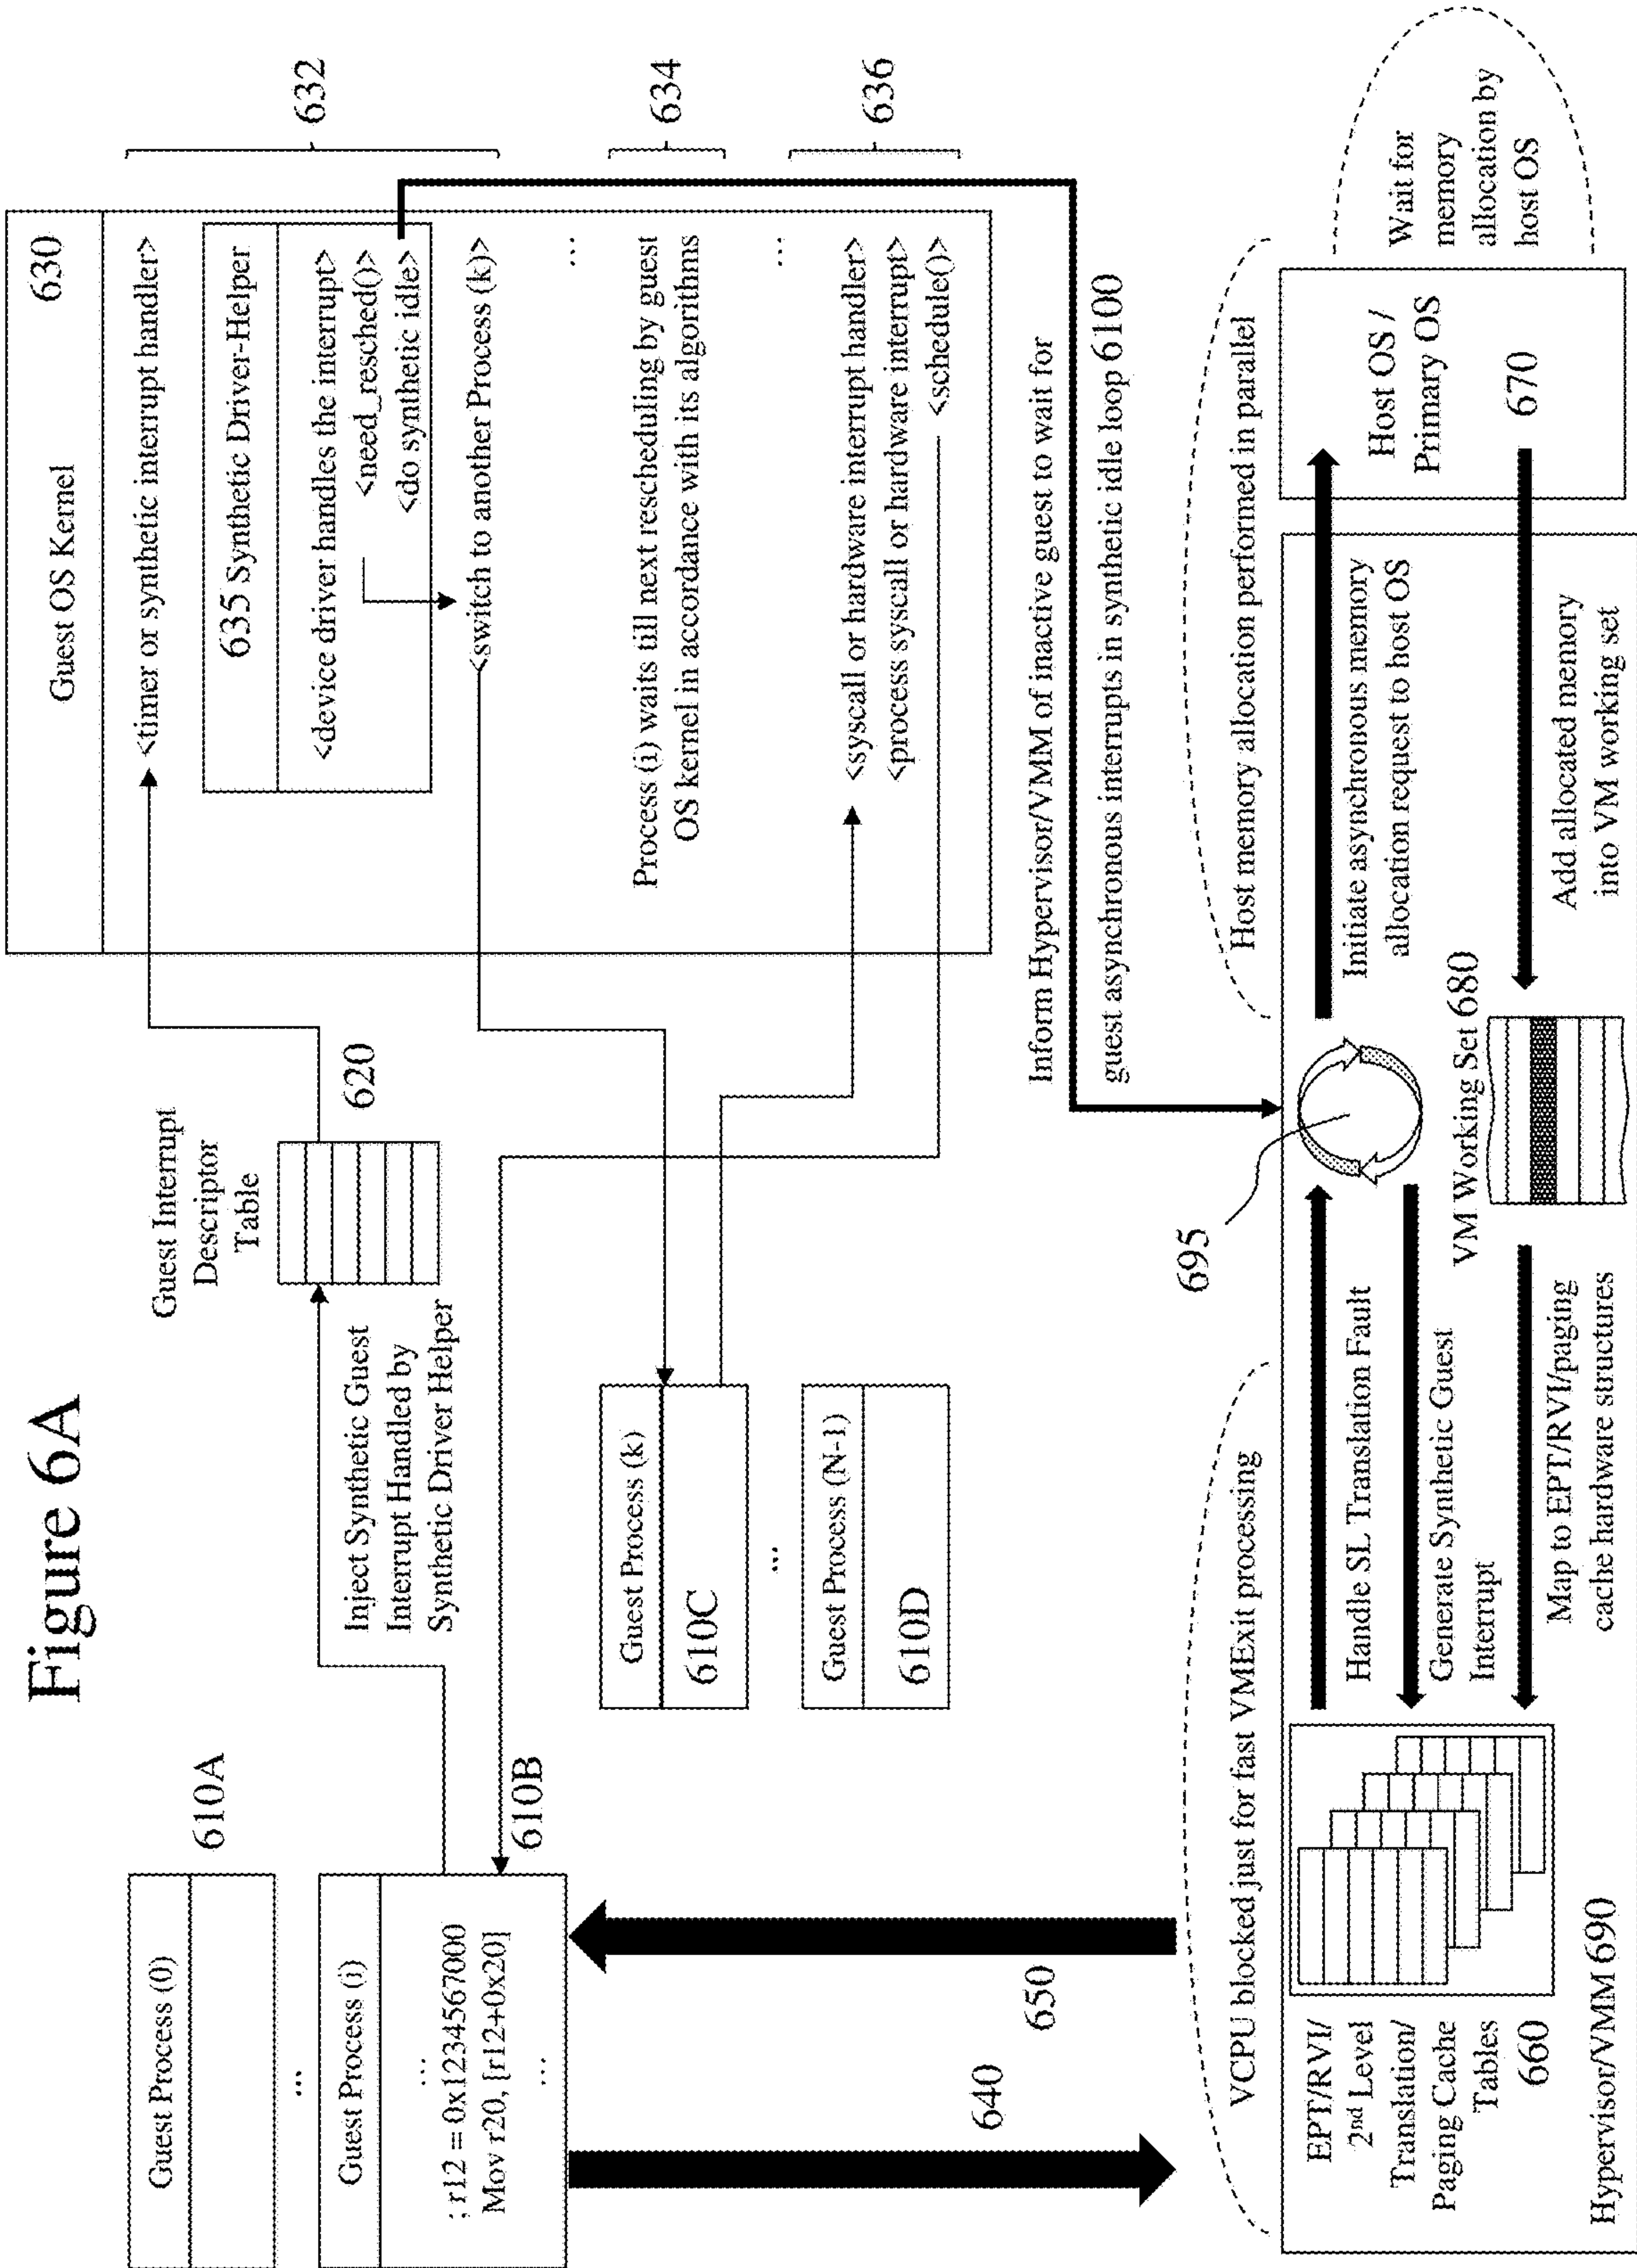 Figure 6A
Guest Process (0)
610A
...
Guest Process (i)
...
; r12 = 0x1234567000
Mov r20, [r12+0x20]
...
610B
Inject Synthetic Guest
Interrupt Handled by
Synthetic Driver Helper
Guest Interrupt
Descriptor
Table
620
Guest Process (k)
610C
...
Guest Process (N-1)
610D
Guest OS Kernel
630
<timer or synthetic interrupt handler>
635 Synthetic Driver-Helper
<device driver handles the interrupt>
<need_resched()>
<do synthetic idle>
<switch to another Process (k)>
...
Process (i) waits till next rescheduling by guest
OS kernel in accordance with its algorithms
...
<syscall or hardware interrupt handler>
<process syscall or hardware interrupt>
<schedule()>
632
634
636
640
650
Inform Hypervisor/VMM of inactive guest to wait for
guest asynchronous interrupts in synthetic idle loop 6100
VCPU blocked just for fast VMExit processing
695
Host memory allocation performed in parallel
EPT/RVI/
2nd Level
Translation/
Paging Cache
Tables
660
Hypervisor/VMM 690
Handle SL Translation Fault
Generate Synthetic Guest
Interrupt
Map to EPT/RVI/paging
cache hardware structures
VM Working Set 680
Initiate asynchronous memory
allocation request to host OS
Add allocated memory
into VM working set
Host OS /
Primary OS
670
Wait for
memory
allocation by
host OS